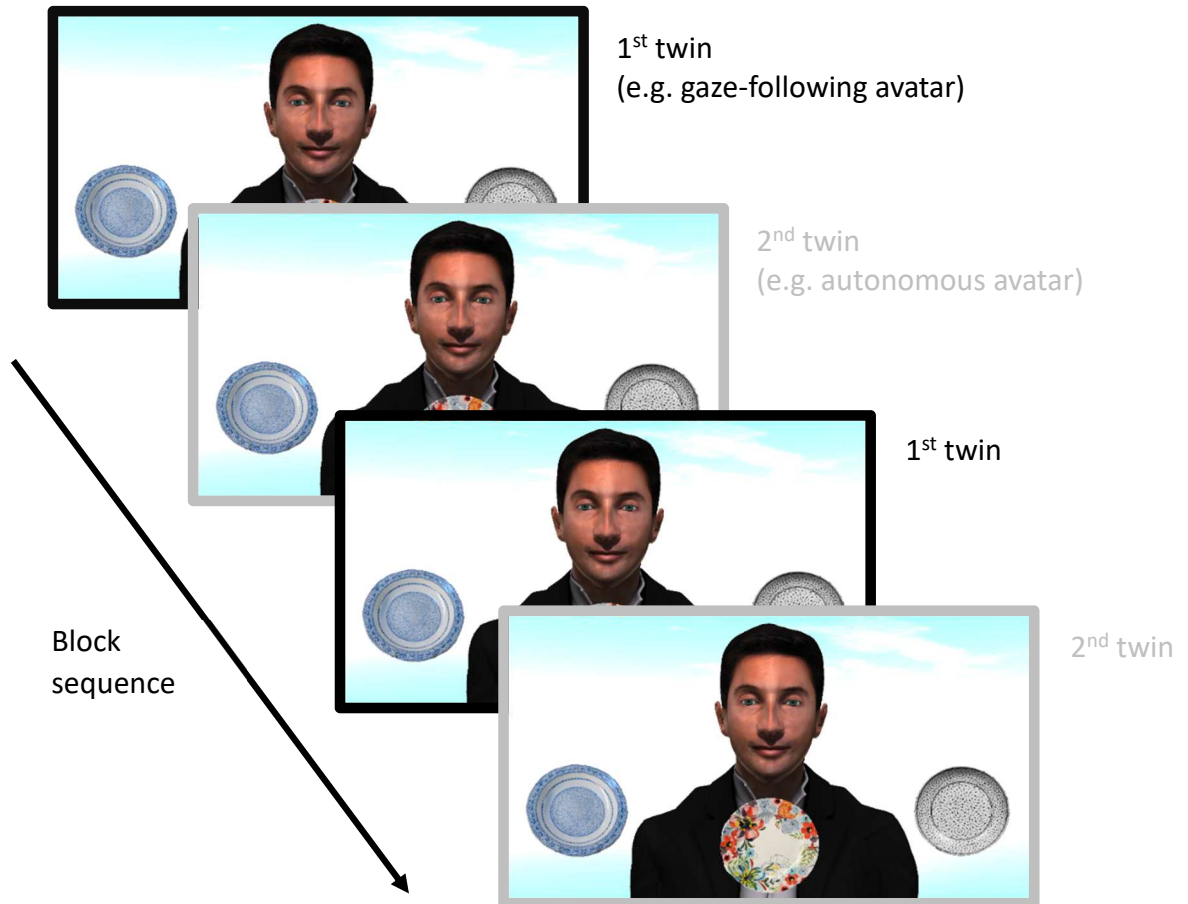 1st twin
(e.g. gaze-following avatar)
2nd twin
(e.g. autonomous avatar)
1st twin
2nd twin
Block
sequence